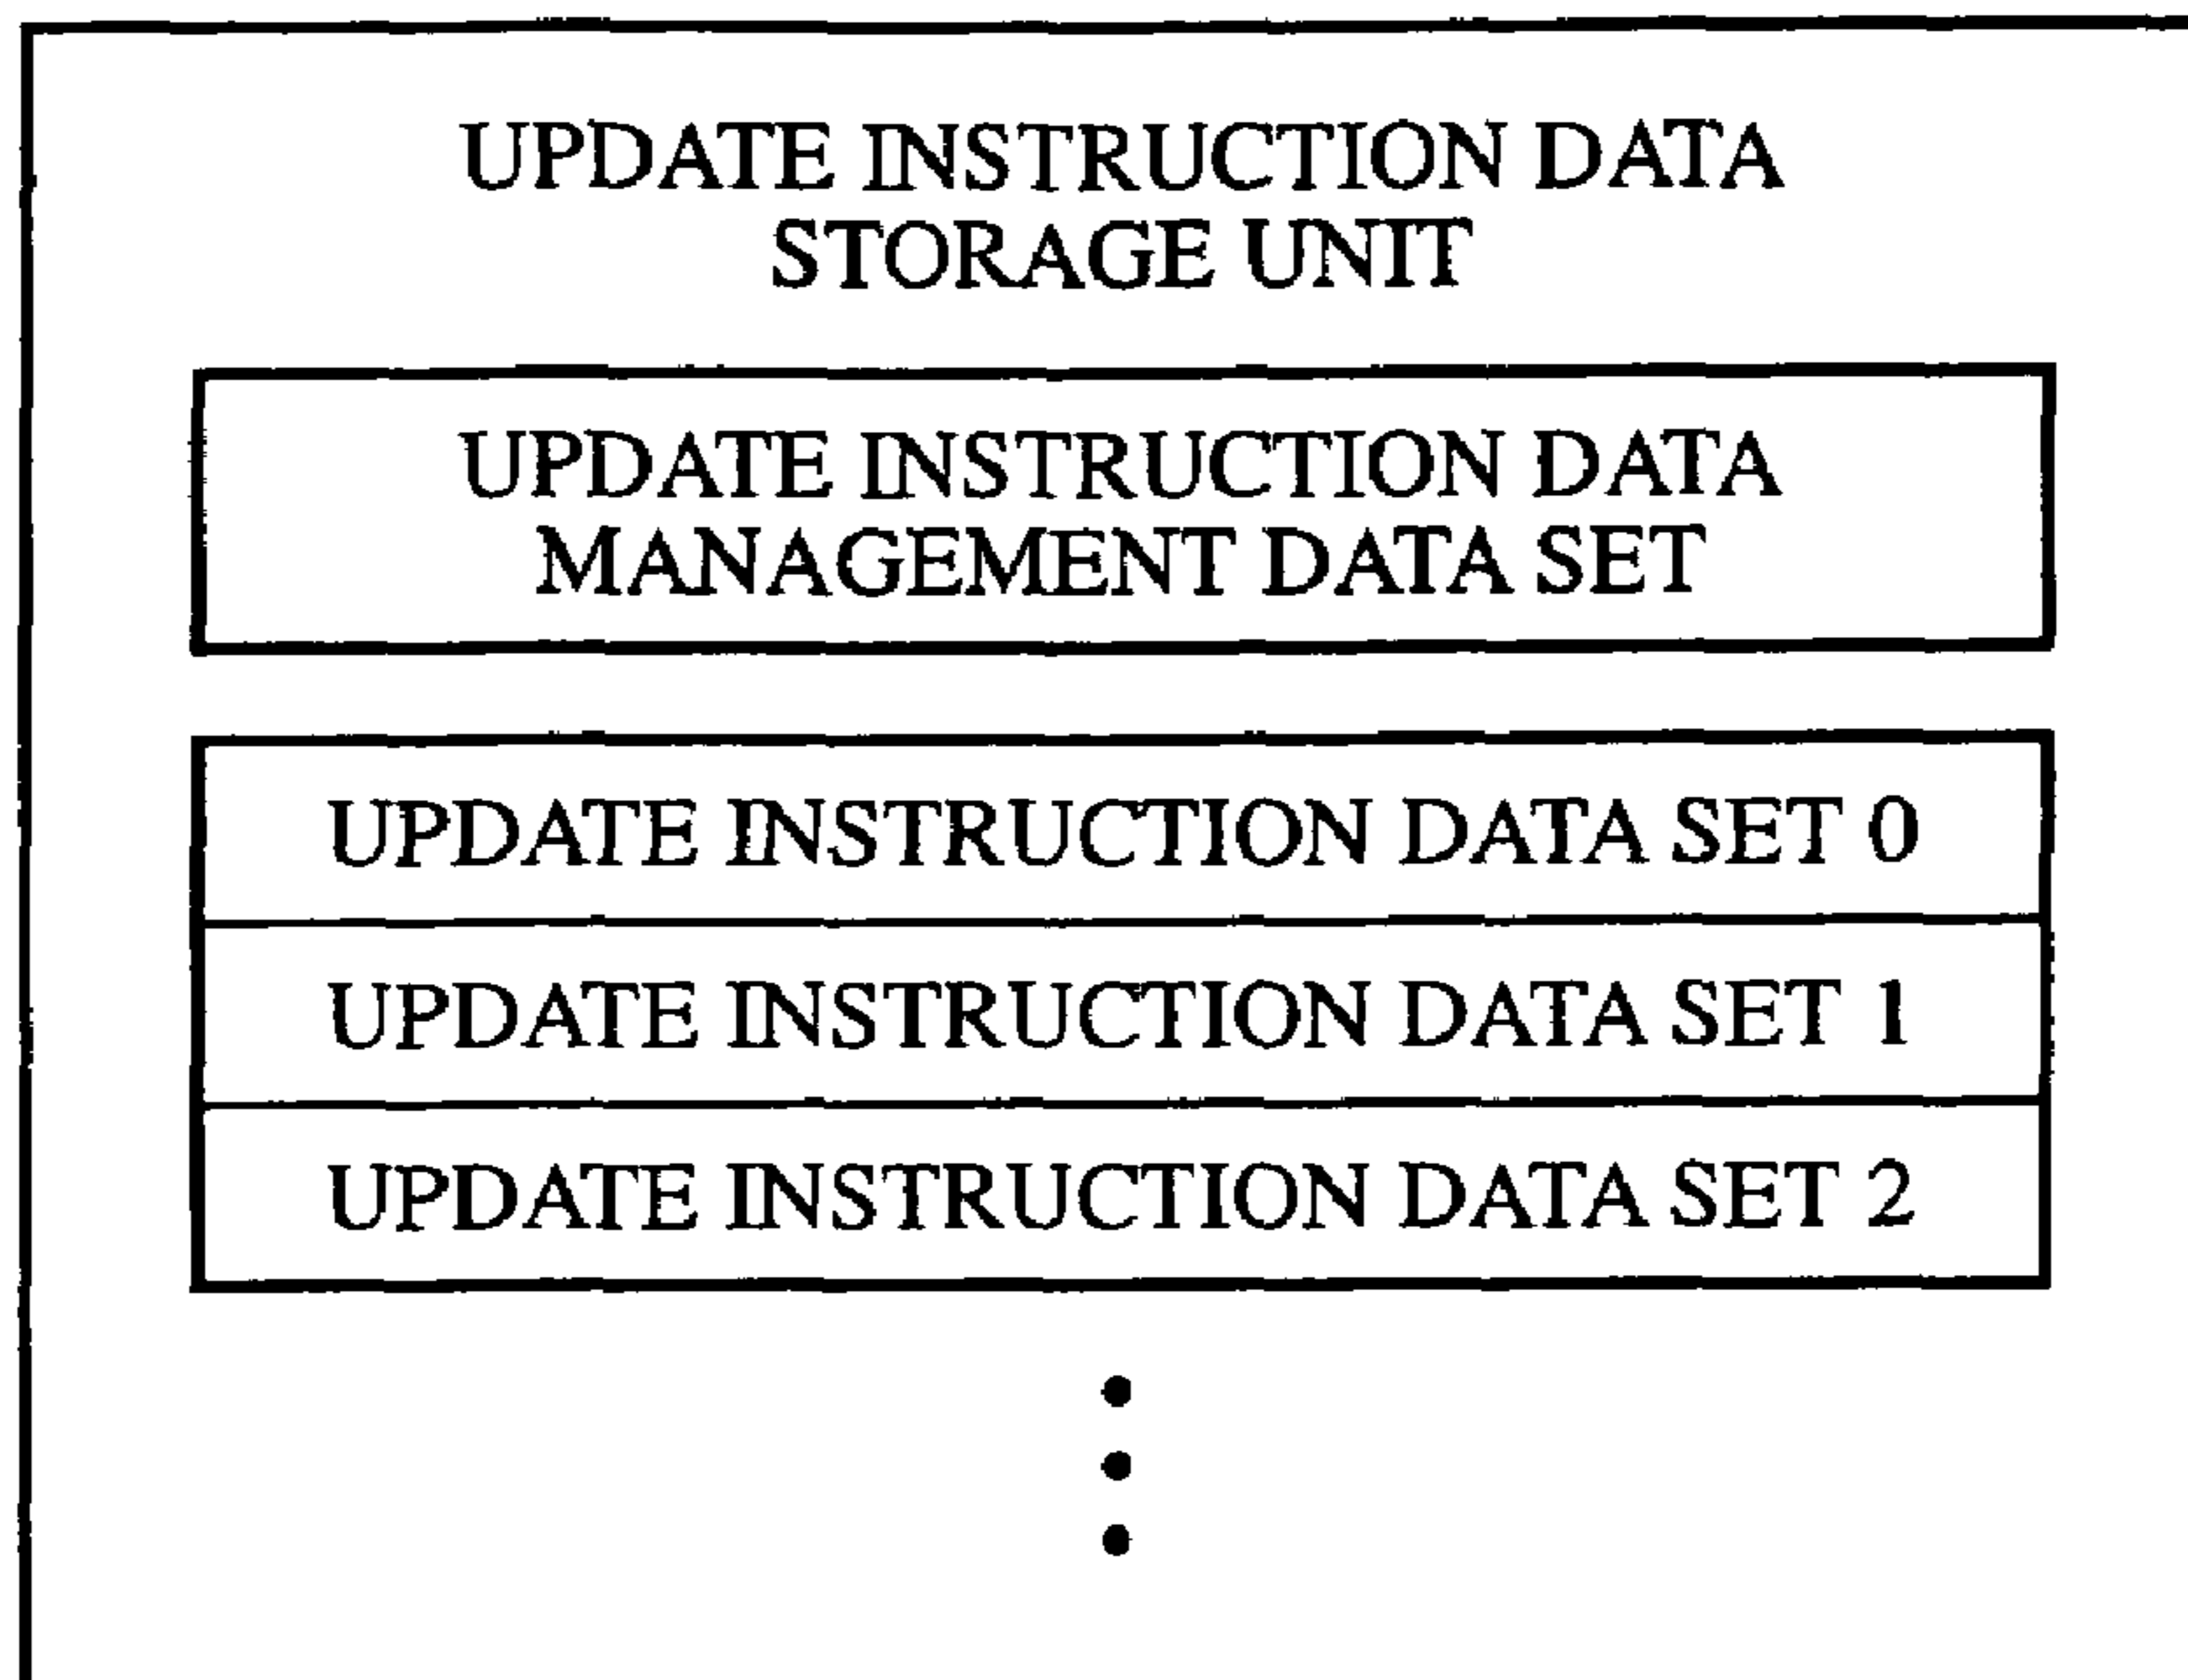 UPDATE INSTRUCTION DATA
STORAGE UNIT
UPDATE INSTRUCTION DATA
MANAGEMENT DATA SET
UPDATE INSTRUCTION DATA SET 0
UPDATE INSTRUCTION DATA SET 1
UPDATE INSTRUCTION DATA SET 2